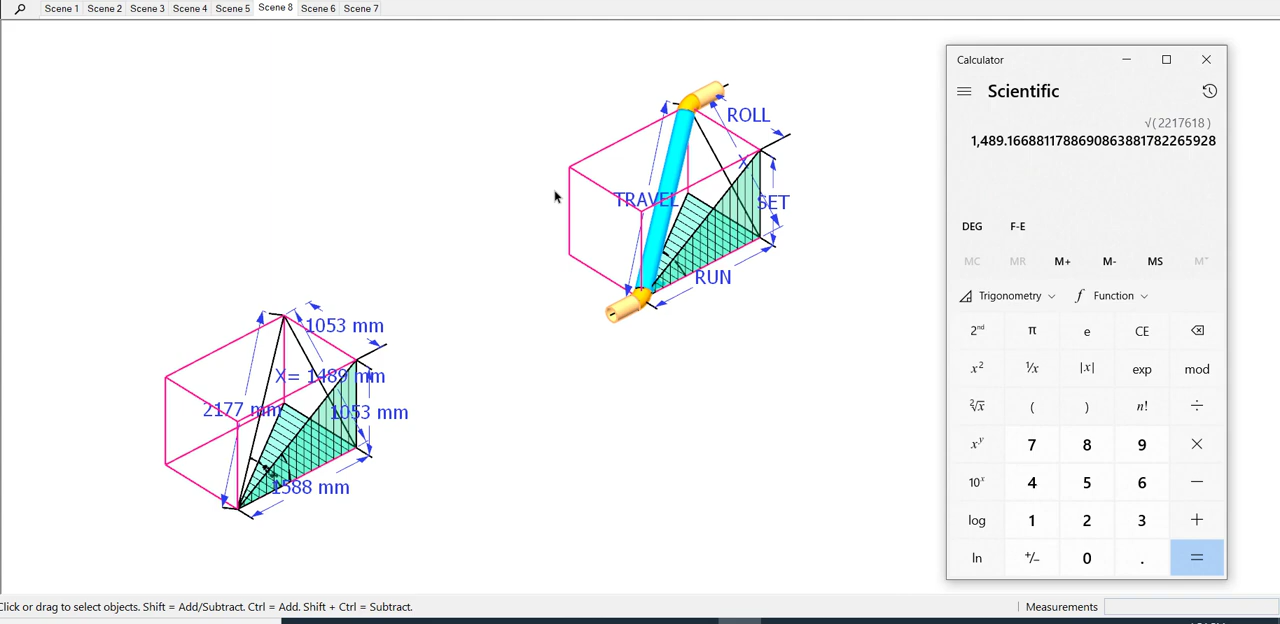 Scene 1 Scene 2 Scene 3 Scene 4 Scene 5 Scene 8 Scene 6 Scene 7
Calculator
Scientific
√(2217618)
1,489.1668811788690863881782265928
DEG F-E
MC MR M+ M- MS M˅
Trigonometry Function
2ⁿᵈ π e CE
x² ¹/x |x| exp mod
²√x ( ) n! ÷
xʸ 7 8 9 ×
10ˣ 4 5 6 −
log 1 2 3 +
ln +/− 0 . =
ROLL
X
TRAVEL
SET
RUN
1053 mm
X= 1489 mm
2177 mm
1053 mm
1588 mm
Click or drag to select objects. Shift = Add/Subtract. Ctrl = Add. Shift + Ctrl = Subtract.
Measurements